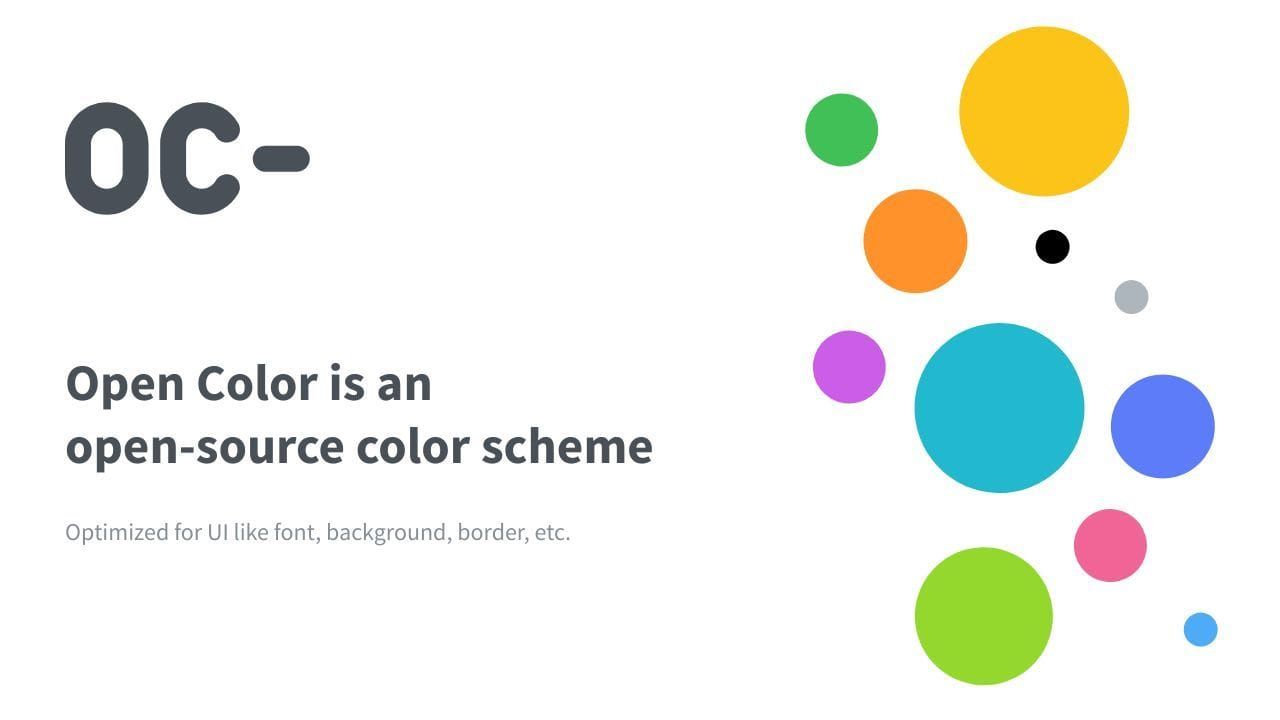 OC-
Open Color is an
open-source color scheme
Optimized for UI like font, background, border, etc.